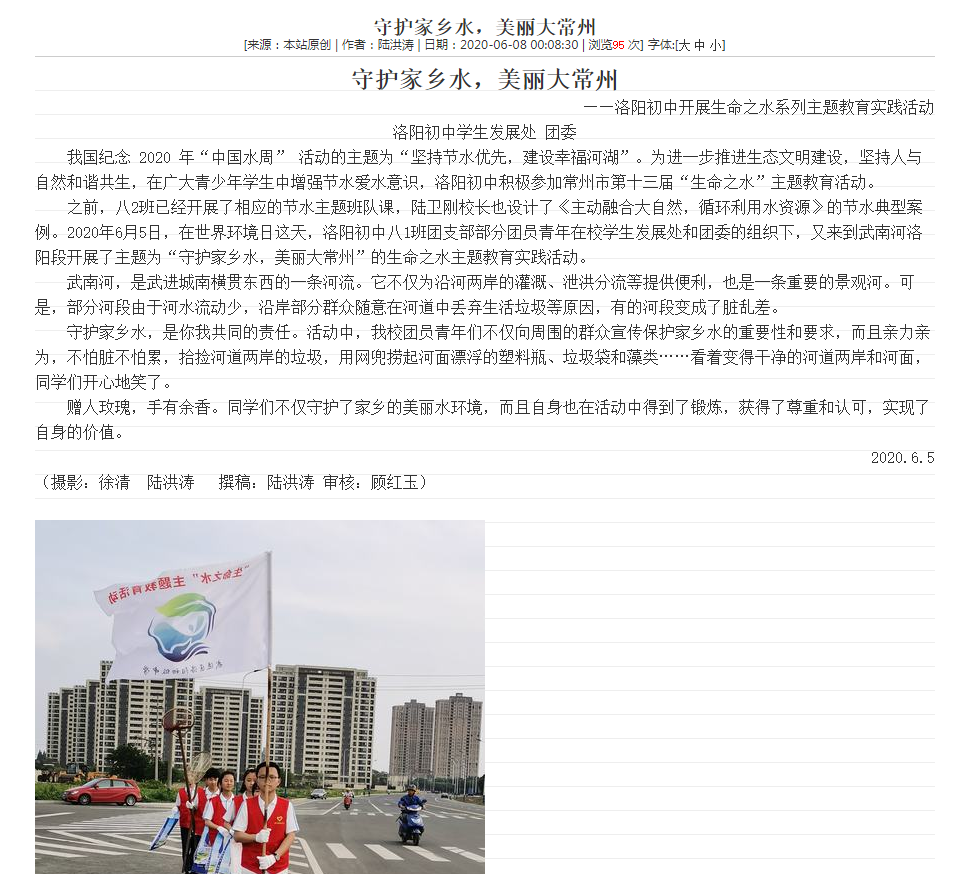 守护家乡水，美丽大常州
[来源：本站原创 | 作者：陆洪涛 | 日期：2020-06-08 00:08:30 | 浏览95 次] 字体:[大 中 小]
守护家乡水，美丽大常州
——洛阳初中开展生命之水系列主题教育实践活动
洛阳初中学生发展处 团委
我国纪念 2020 年“中国水周” 活动的主题为“坚持节水优先，建设幸福河湖”。为进一步推进生态文明建设，坚持人与
自然和谐共生，在广大青少年学生中增强节水爱水意识，洛阳初中积极参加常州市第十三届“生命之水”主题教育活动。
之前，八2班已经开展了相应的节水主题班队课，陆卫刚校长也设计了《主动融合大自然，循环利用水资源》的节水典型案
例。2020年6月5日，在世界环境日这天，洛阳初中八1班团支部部分团员青年在校学生发展处和团委的组织下，又来到武南河洛
阳段开展了主题为“守护家乡水，美丽大常州”的生命之水主题教育实践活动。
武南河，是武进城南横贯东西的一条河流。它不仅为沿河两岸的灌溉、泄洪分流等提供便利，也是一条重要的景观河。可
是，部分河段由于河水流动少，沿岸部分群众随意在河道中丢弃生活垃圾等原因，有的河段变成了脏乱差。
守护家乡水，是你我共同的责任。活动中，我校团员青年们不仅向周围的群众宣传保护家乡水的重要性和要求，而且亲力亲
为，不怕脏不怕累，拾捡河道两岸的垃圾，用网兜捞起河面漂浮的塑料瓶、垃圾袋和藻类……看着变得干净的河道两岸和河面，
同学们开心地笑了。
赠人玫瑰，手有余香。同学们不仅守护了家乡的美丽水环境，而且自身也在活动中得到了锻炼，获得了尊重和认可，实现了
自身的价值。
2020.6.5
（摄影：徐清 陆洪涛 撰稿：陆洪涛 审核：顾红玉）
“生命之水”主题教育活动